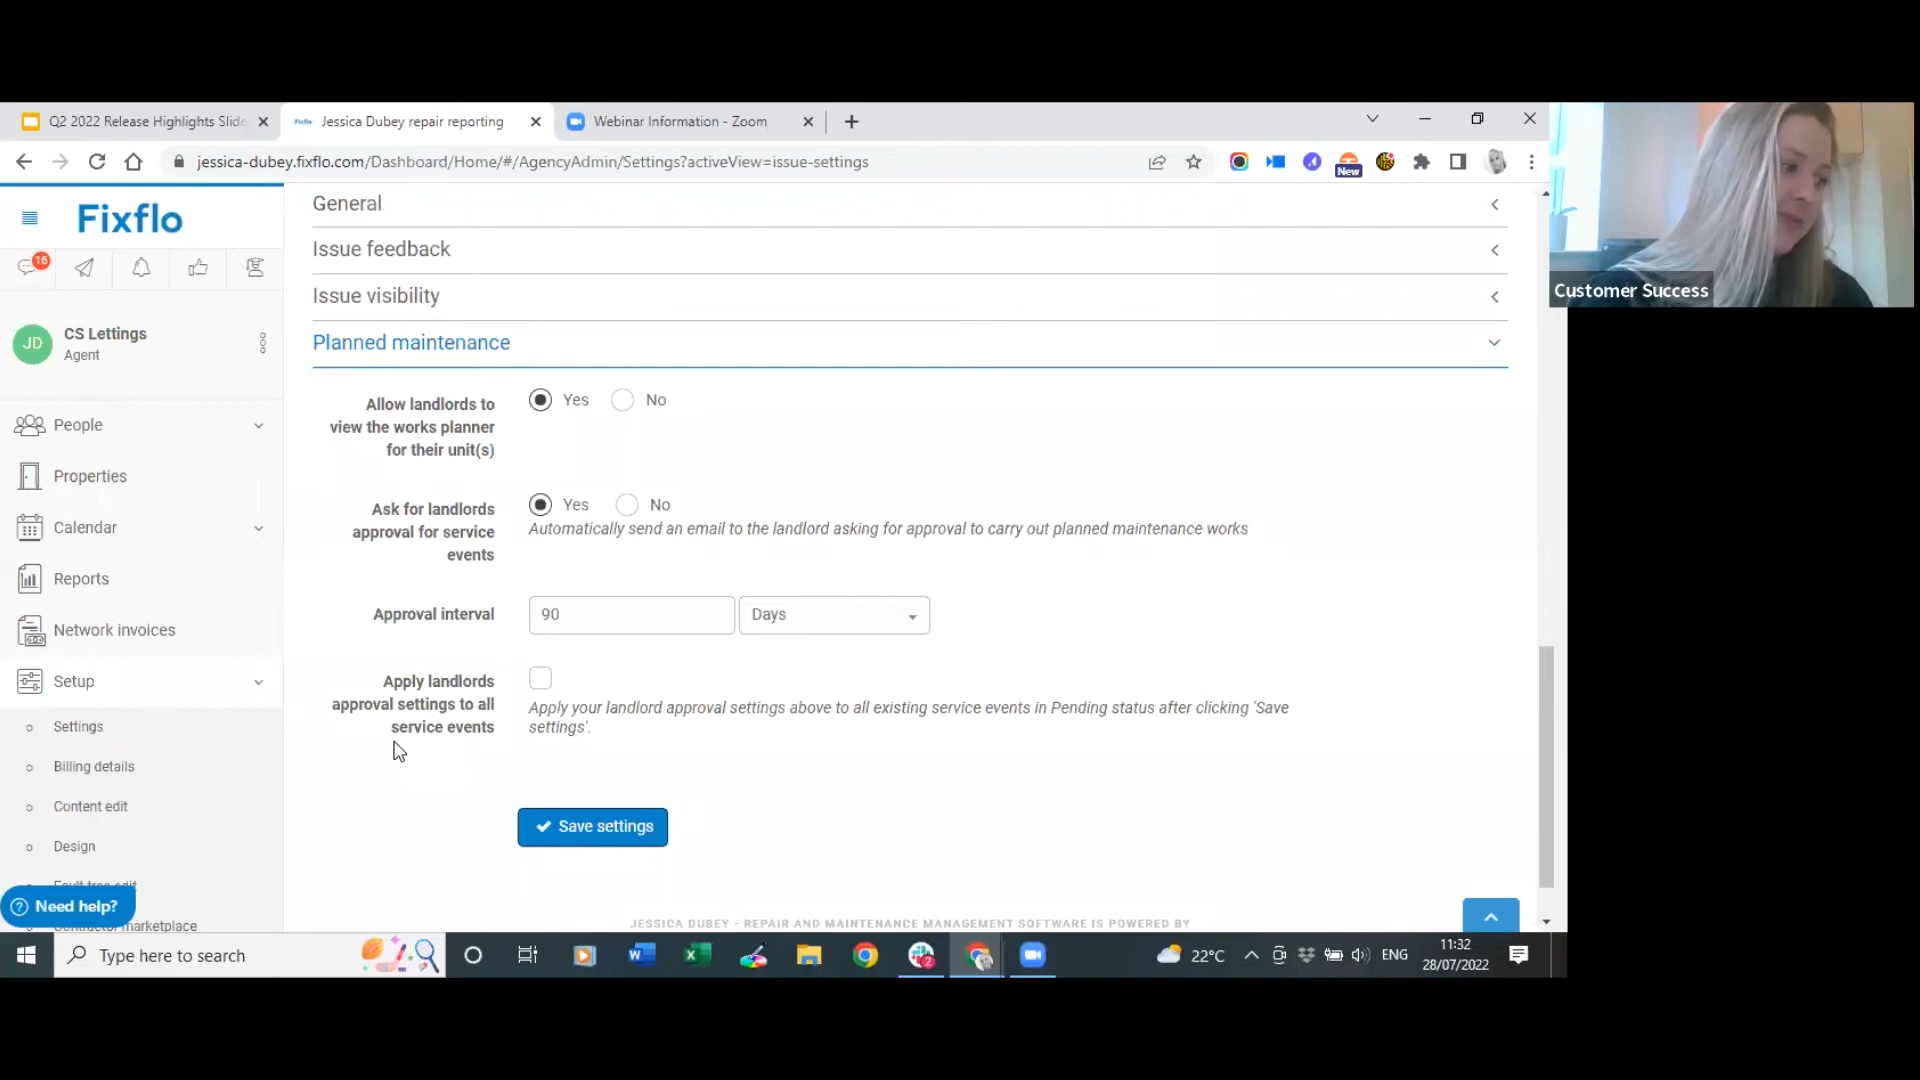 Q2 2022 Release Highlights Slide
Fixflo
Jessica Dubey repair reporting
Webinar Information - Zoom
jessica-dubey.fixflo.com/Dashboard/Home/#/AgencyAdmin/Settings?activeView=issue-settings
New
Fixflo
16
JD
CS Lettings
Agent
People
Properties
Calendar
Reports
Network invoices
Setup
Settings
Billing details
Content edit
Design
Fault tree edit
Contractor marketplace
Need help?
General
Issue feedback
Issue visibility
Planned maintenance
Allow landlords to
view the works planner
for their unit(s)
Yes No
Ask for landlords
approval for service
events
Yes No
Automatically send an email to the landlord asking for approval to carry out planned maintenance works
Approval interval
90 Days
Apply landlords
approval settings to all
service events
Apply your landlord approval settings above to all existing service events in Pending status after clicking 'Save
settings'.
Save settings
JESSICA DUBEY - REPAIR AND MAINTENANCE MANAGEMENT SOFTWARE IS POWERED BY
Customer Success
Type here to search
2
22°C
ENG
11:32
28/07/2022